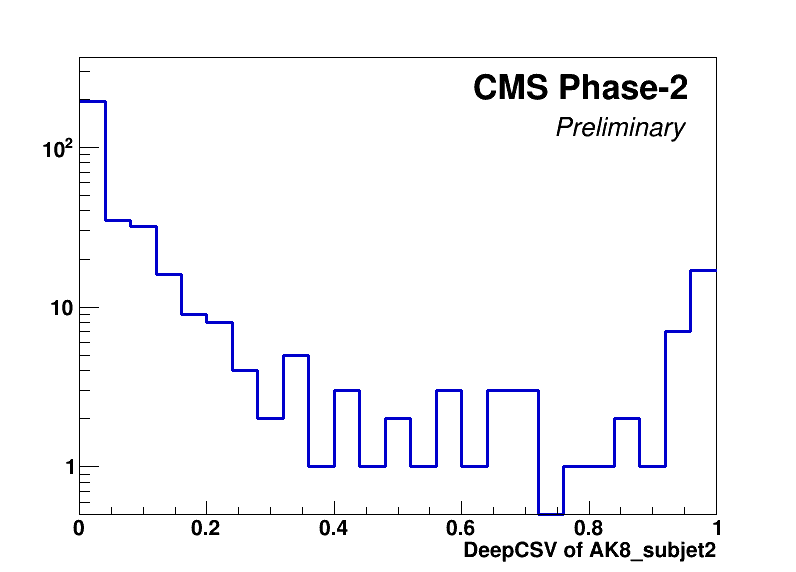 CMS Phase-2
Preliminary
10²
10
1
0 0.2 0.4 0.6 0.8 1
DeepCSV of AK8_subjet2